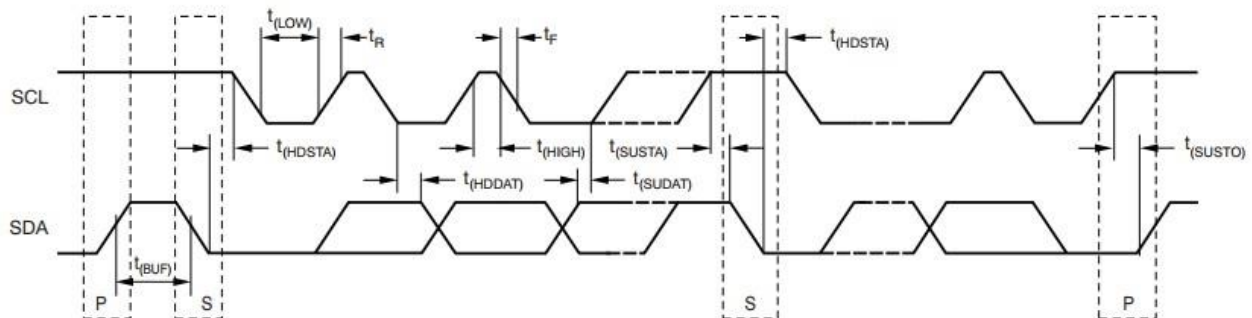 t(LOW)
tR
tF
t(HDSTA)
SCL
t(HDSTA)
t(HIGH)
t(SUSTA)
t(SUSTO)
t(HDDAT)
t(SUDAT)
SDA
t(BUF)
P
S
S
P